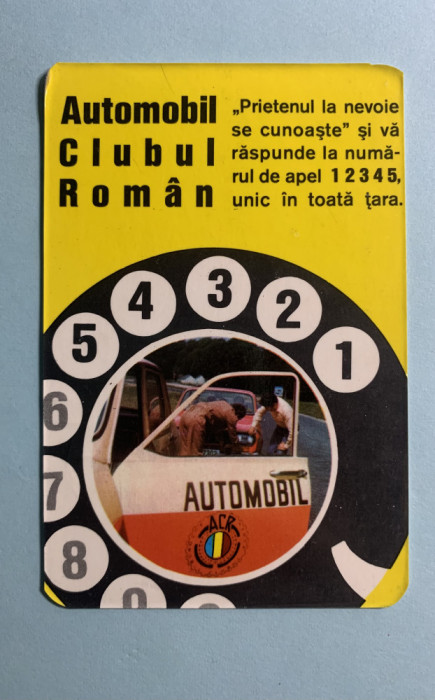 Automobil
Clubul
Român
„Prietenul la nevoie
se cunoaşte” şi vă
răspunde la numă-
rul de apel 12345,
unic în toată ţara.
1
2
3
4
5
6
7
8
AUTOMOBIL
ACR